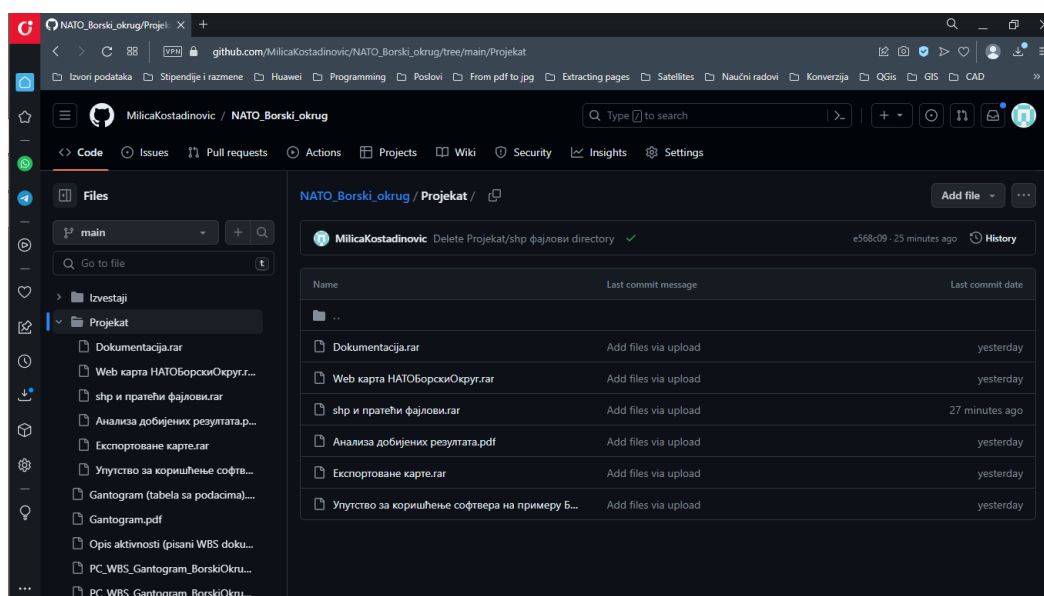 NATO_Borski_okrug/Projek
VPN github.com/MilicaKostadinovic/NATO_Borski_okrug/tree/main/Projekat
Izvori podataka Stipendije i razmene Huawei Programming Poslovi From pdf to jpg Extracting pages Satellites Naučni radovi Konverzija QGis GIS CAD »
MilicaKostadinovic / NATO_Borski_okrug
Type / to search
Code Issues Pull requests Actions Projects Wiki Security Insights Settings
Files
main
Go to file t
Izvestaji
Projekat
Dokumentacija.rar
Web карта НАТОБорскиОкруг.r...
shp и пратећи фајлови.rar
Анализа добијених резултата.p...
Експортоване карте.rar
Упутство за коришћење софтв...
Gantogram (tabela sa podacima)....
Gantogram.pdf
Opis aktivnosti (pisani WBS doku...
PC_WBS_Gantogram_BorskiOkru...
PC_WBS_Gantogram_BorskiOkru...
NATO_Borski_okrug / Projekat /
Add file
MilicaKostadinovic Delete Projekat/shp фајлови directory
e568c09 · 25 minutes ago History
Name Last commit message Last commit date
..
Dokumentacija.rar Add files via upload yesterday
Web карта НАТОБорскиОкруг.rar Add files via upload yesterday
shp и пратећи фајлови.rar Add files via upload 27 minutes ago
Анализа добијених резултата.pdf Add files via upload yesterday
Експортоване карте.rar Add files via upload yesterday
Упутство за коришћење софтвера на примеру Б... Add files via upload yesterday